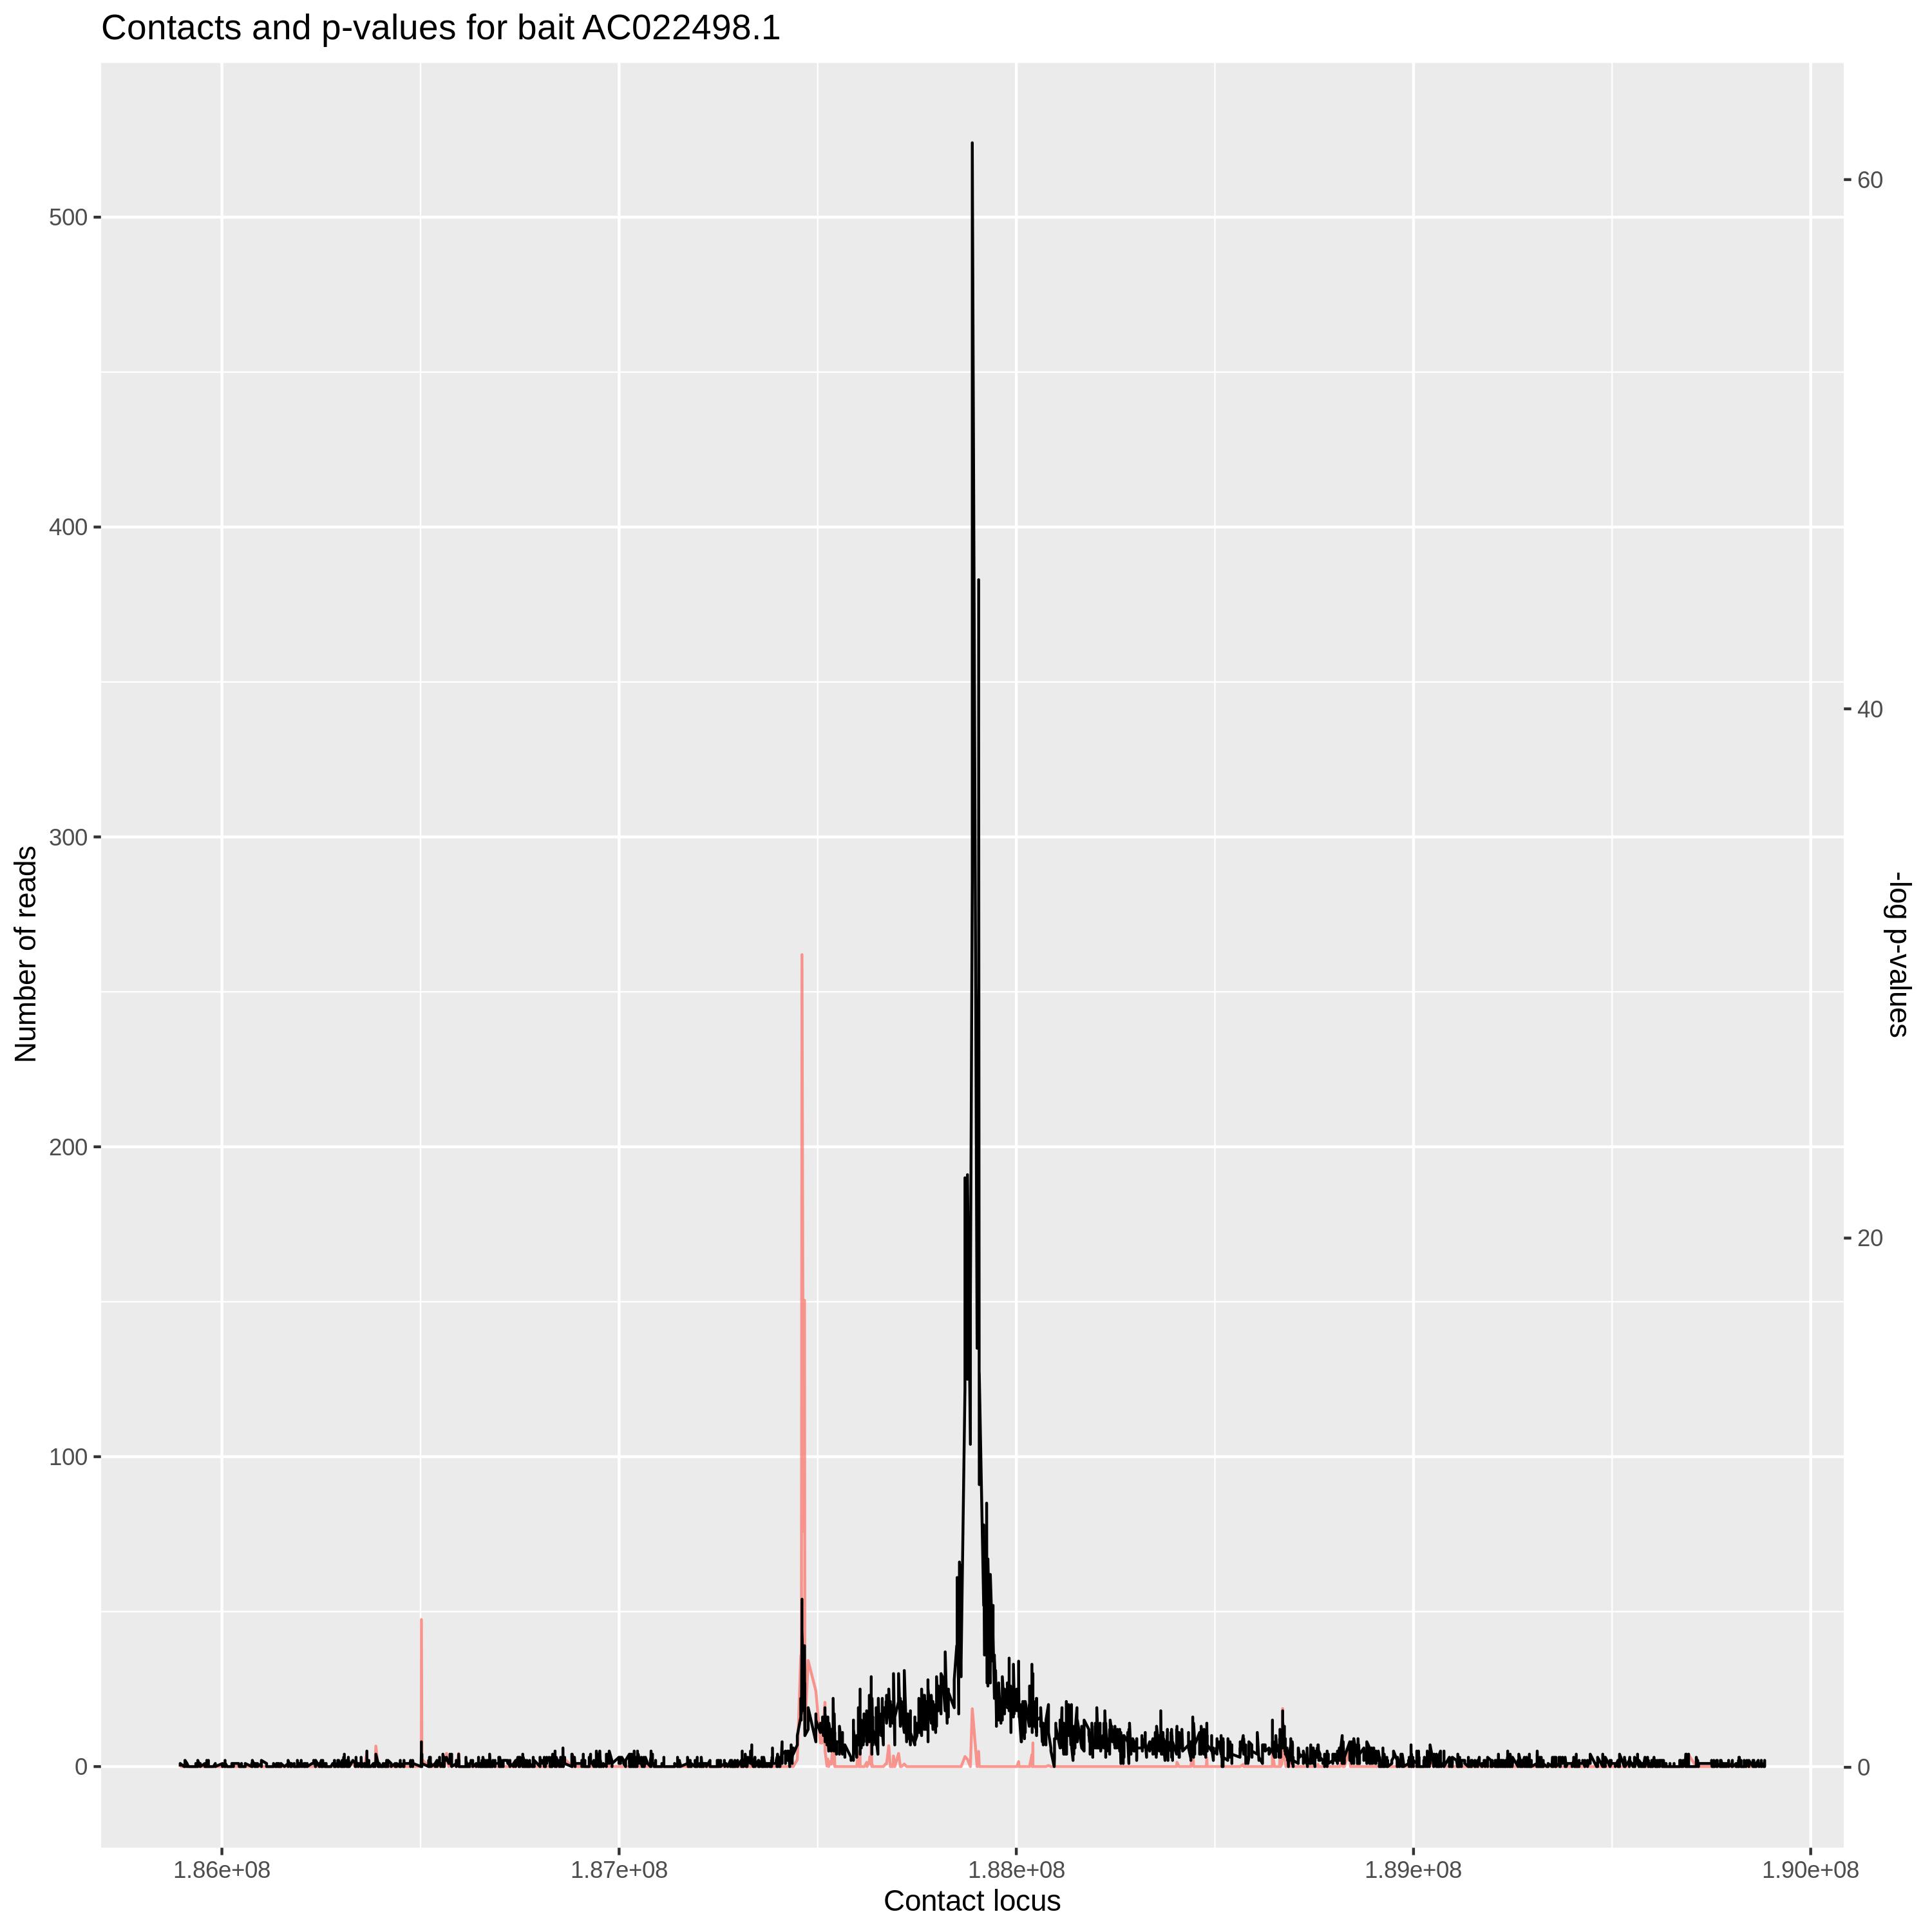 Contacts and p-values for bait AC022498.1
Number of reads
500
400
300
200
100
0
60
40
20
0
-log p-values
1.86e+08
1.87e+08
1.88e+08
1.89e+08
1.90e+08
Contact locus